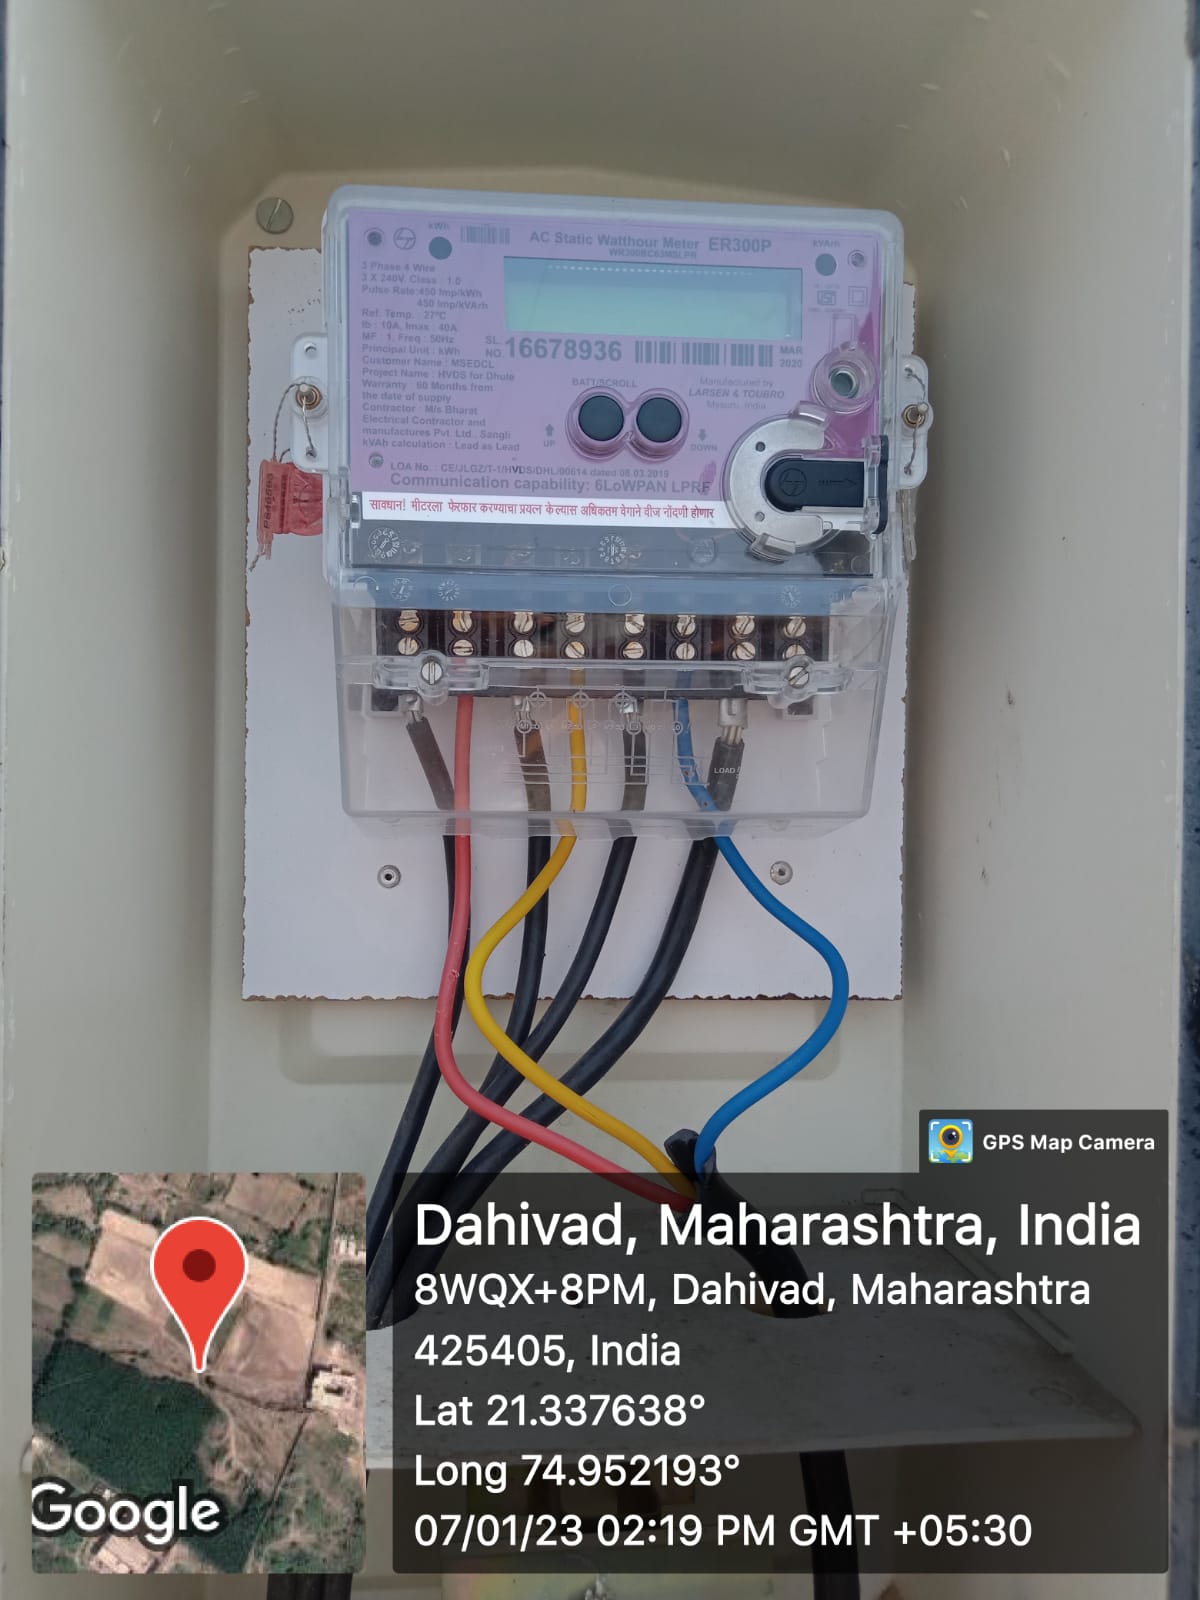 kWh
AC Static Watthour Meter ER300P
WR300BC63MSLPR
kVArh
3 Phase 4 Wire
3 X 240V, Class : 1.0
Pulse Rate:450 Imp/kWh
450 Imp/kVArh
Ref. Temp. : 27°C
Ib : 10A, Imax : 40A
MF : 1, Freq : 50Hz
Principal Unit : kWh
Customer Name : MSEDCL
Project Name : HVDS for Dhule
Warranty : 60 Months from
the date of supply
Contractor : M/s Bharat
Electrical Contractor and
manufactures Pvt. Ltd., Sangli
kVAh calculation : Lead as Lead
SL.
NO. 16678936
MAR
2020
BATT/SCROLL
UP
DOWN
Manufactured by
LARSEN & TOUBRO
Mysuru, India
LOA No. : CE/JLGZ/T-1/HVDS/DHL/00614 dated 08.03.2019
Communication capability: 6LoWPAN LPRF
सावधान! मीटरला फेरफार करण्याचा प्रयत्न केल्यास अधिकतम वेगाने वीज नोंदणी होणार
LOAD
GPS Map Camera
Dahivad, Maharashtra, India
8WQX+8PM, Dahivad, Maharashtra
425405, India
Lat 21.337638°
Long 74.952193°
07/01/23 02:19 PM GMT +05:30
Google